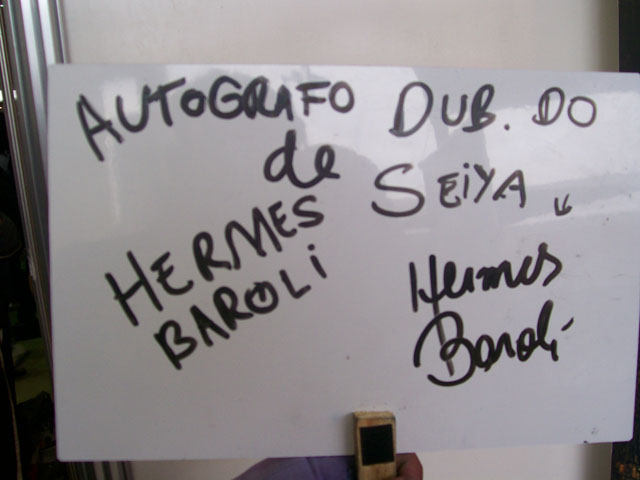 AUTOGRAFO
de
HERMES
BAROLI
DUB. DO
SEIYA
Hermes
Baroli